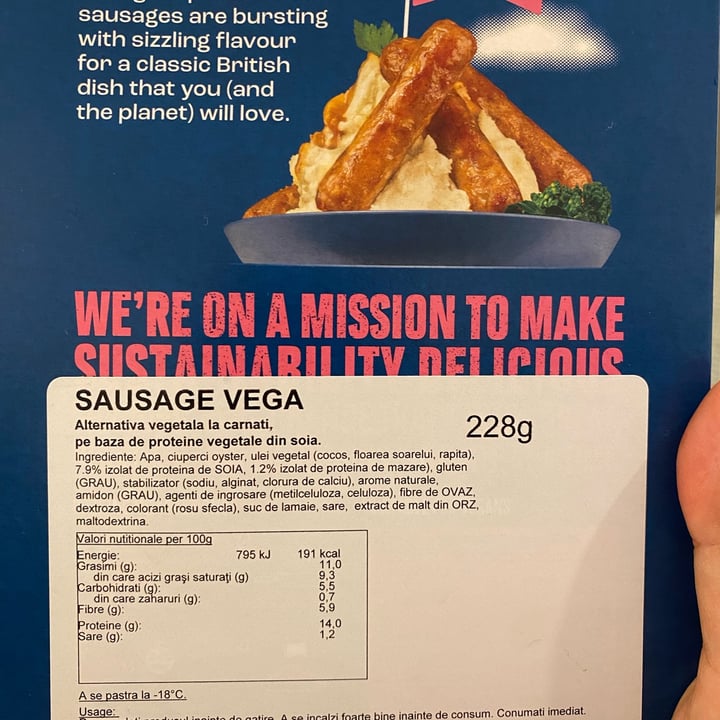 sausages are bursting
with sizzling flavour
for a classic British
dish that you (and
the planet) will love.
WE'RE ON A MISSION TO MAKE
SUSTAINABILITY DELICIOUS
SAUSAGE VEGA
Alternativa vegetala la carnati,
pe baza de proteine vegetale din soia.
228g
Ingrediente: Apa, ciuperci oyster, ulei vegetal (cocos, floarea soarelui, rapita),
7.9% izolat de proteina de SOIA, 1.2% izolat de proteina de mazare), gluten
(GRAU), stabilizator (sodiu, alginat, clorura de calciu), arome naturale,
amidon (GRAU), agenti de ingrosare (metilceluloza, celuloza), fibre de OVAZ,
dextroza, colorant (rosu sfecla), suc de lamaie, sare, extract de malt din ORZ,
maltodextrina.
Valori nutitionale per 100g
Energie: 795 kJ 191 kcal
Grasimi (g): 11,0
din care acizi grași saturați (g) 9,3
Carbohidrati (g): 5,5
din care zaharuri (g): 0,7
Fibre (g): 5,9
Proteine (g): 14,0
Sare (g): 1,2
A se pastra la -18°C.
Usage:
produsul inainte de gatire. A se incalzi foarte bine inainte de consum. Conumati imediat.